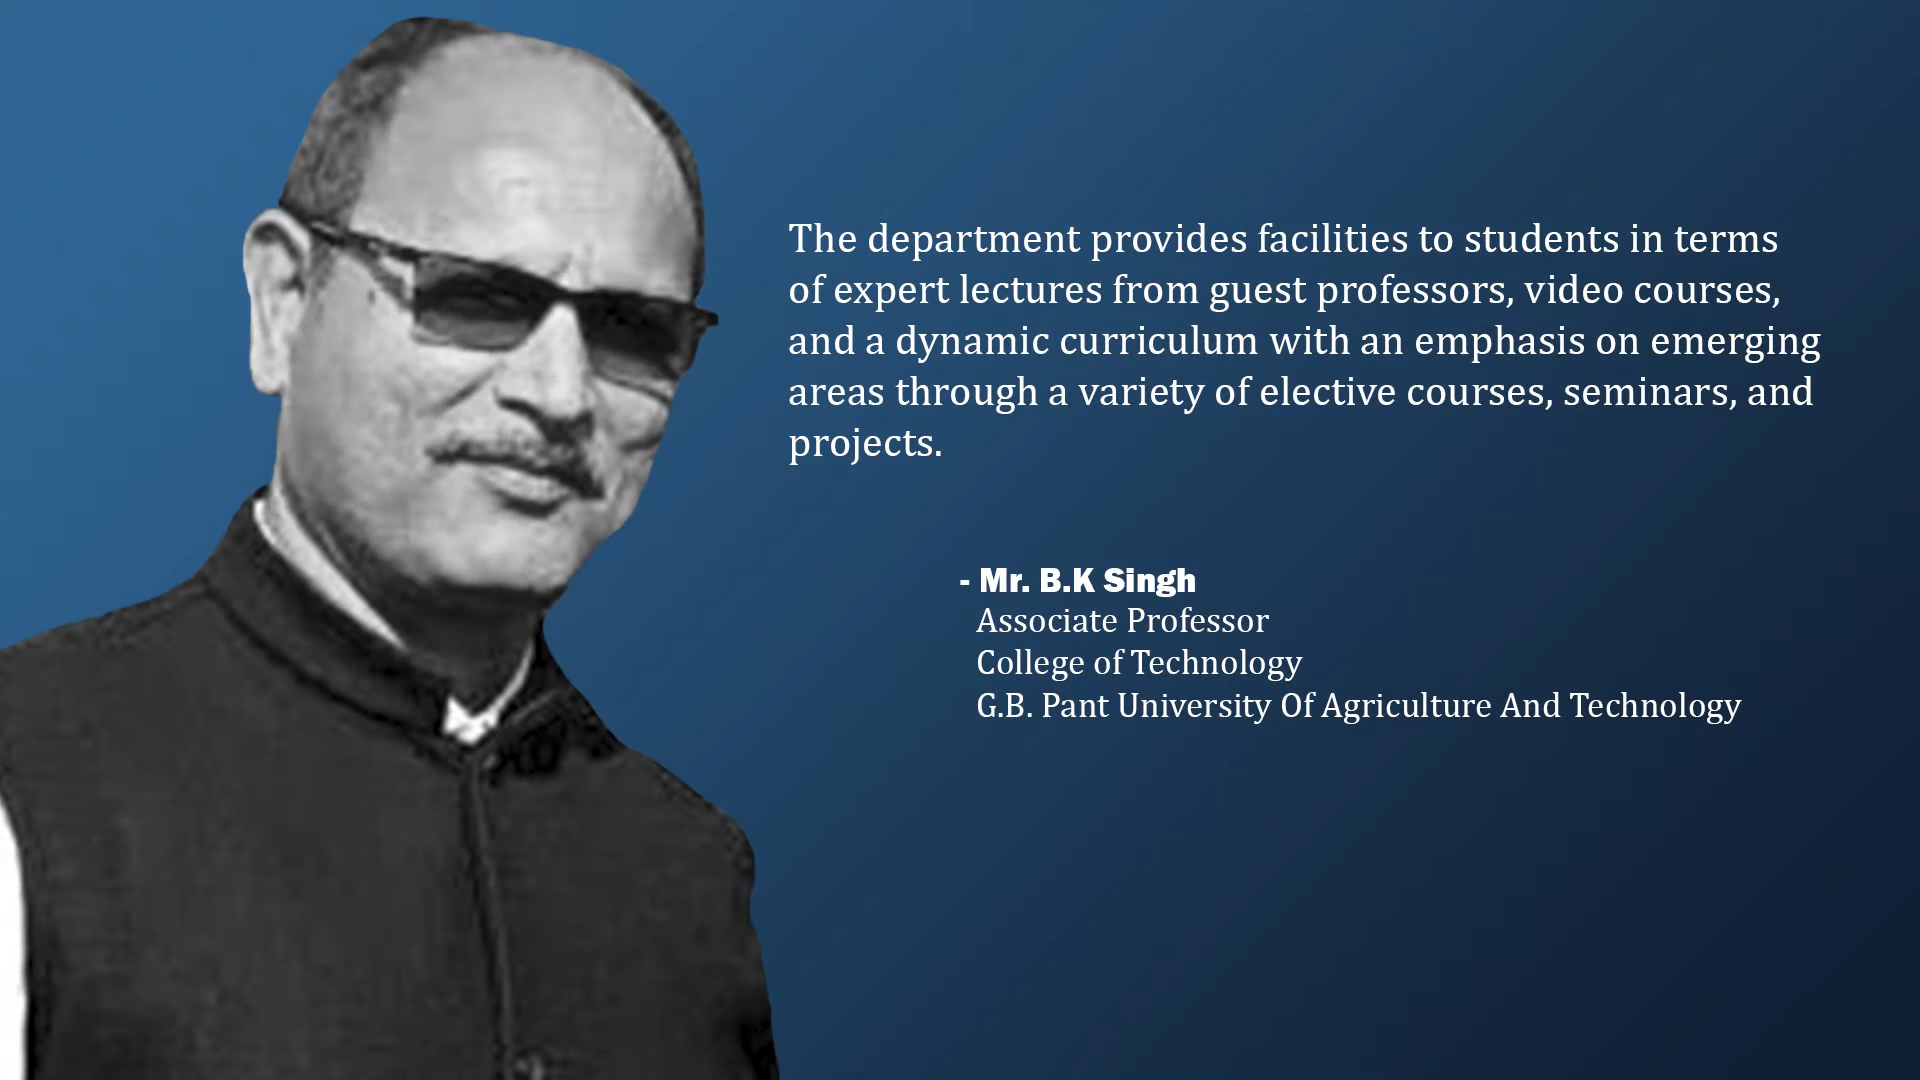 The department provides facilities to students in terms
of expert lectures from guest professors, video courses,
and a dynamic curriculum with an emphasis on emerging
areas through a variety of elective courses, seminars, and
projects.
- Mr. B.K Singh
Associate Professor
College of Technology
G.B. Pant University Of Agriculture And Technology